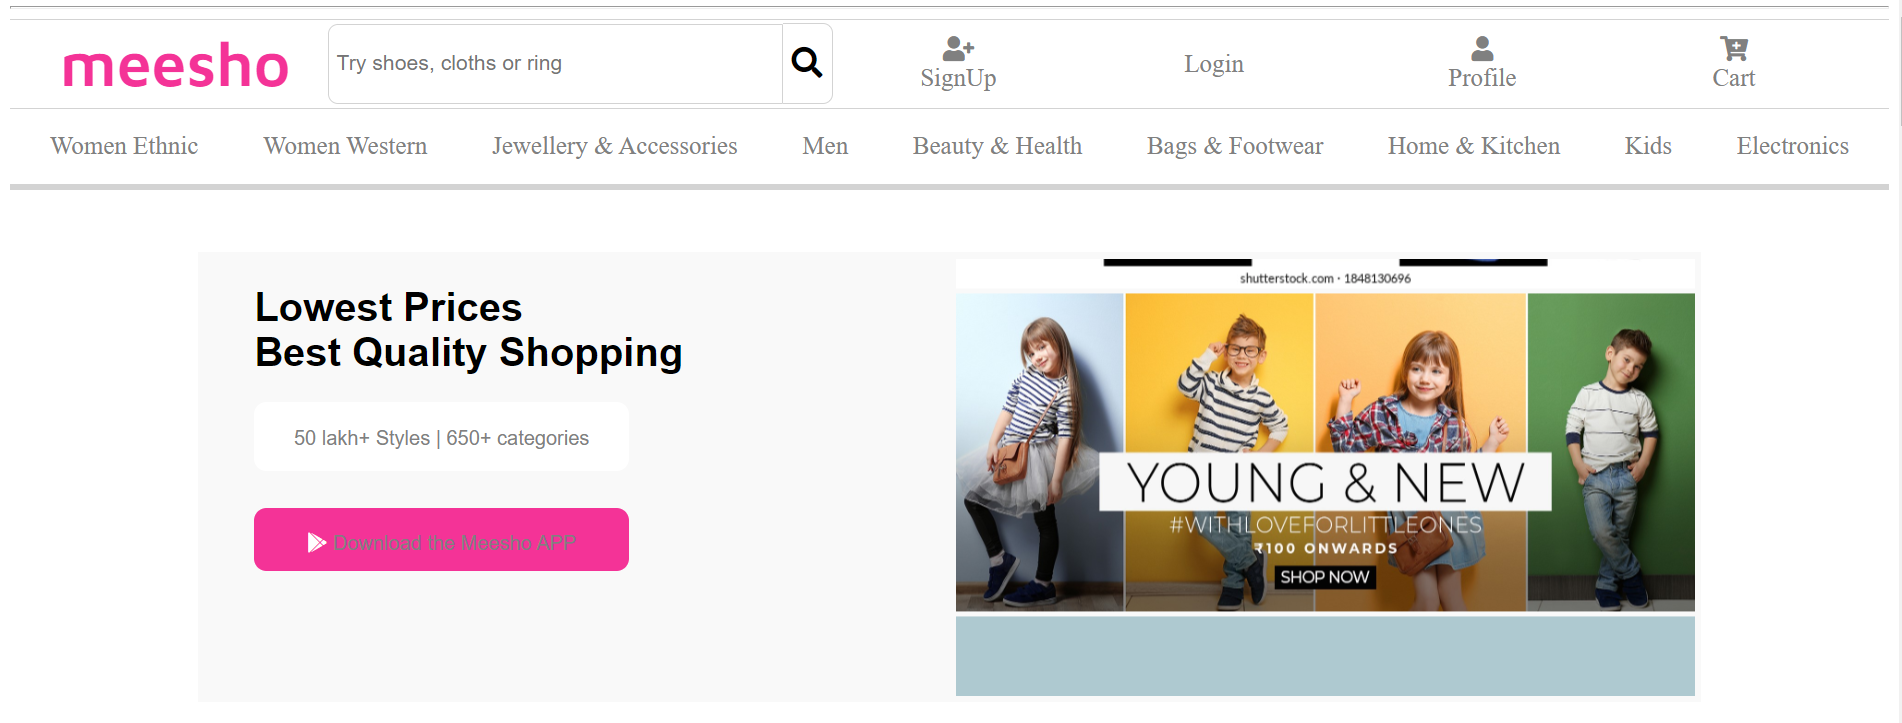 meesho
Try shoes, cloths or ring
SignUp
Login
Profile
Cart
Women Ethnic
Women Western
Jewellery & Accessories
Men
Beauty & Health
Bags & Footwear
Home & Kitchen
Kids
Electronics
Lowest Prices
Best Quality Shopping
50 lakh+ Styles | 650+ categories
Download the Meesho APP
shutterstock.com · 1848130696
YOUNG & NEW
#WITHLOVEFORLITTLEONES
₹100 ONWARDS
SHOP NOW